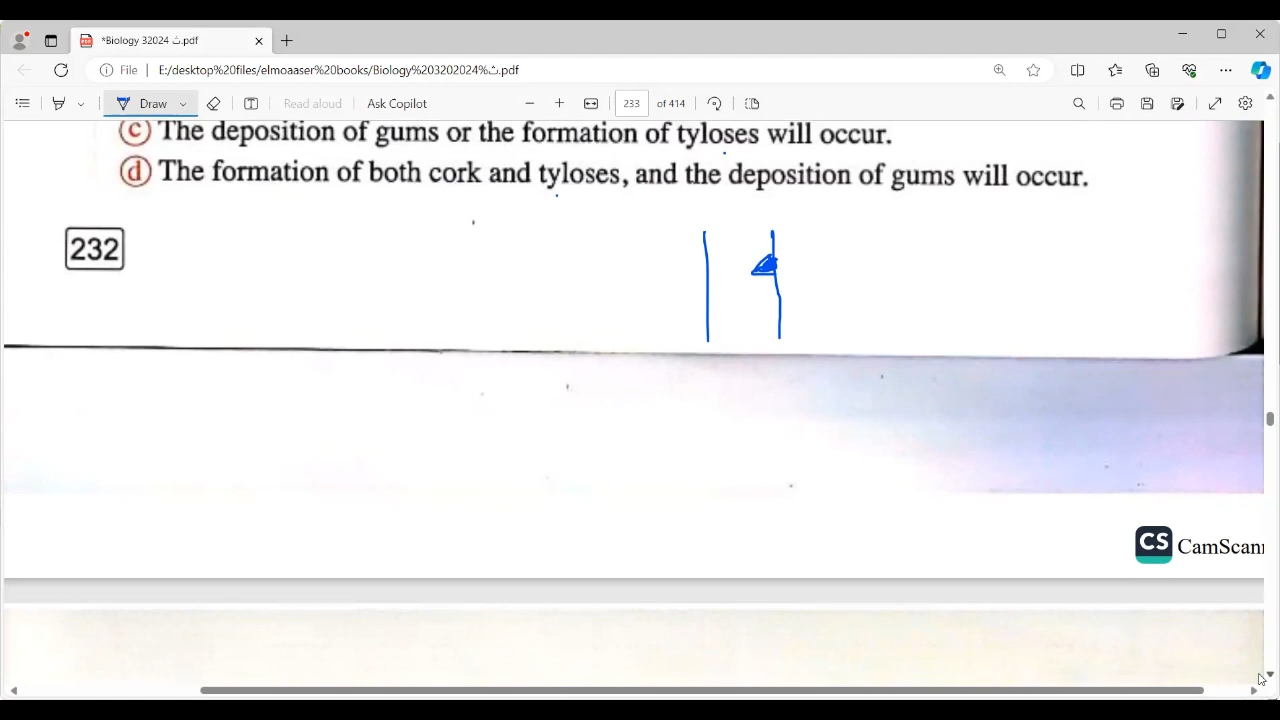 *Biology 32024 ث.pdf
File
E:/desktop%20files/elmoaaser%20books/Biology%203202024%ث.pdf
Draw
Read aloud
Ask Copilot
233
of 414
c The deposition of gums or the formation of tyloses will occur.
d The formation of both cork and tyloses, and the deposition of gums will occur.
232
CS CamScann